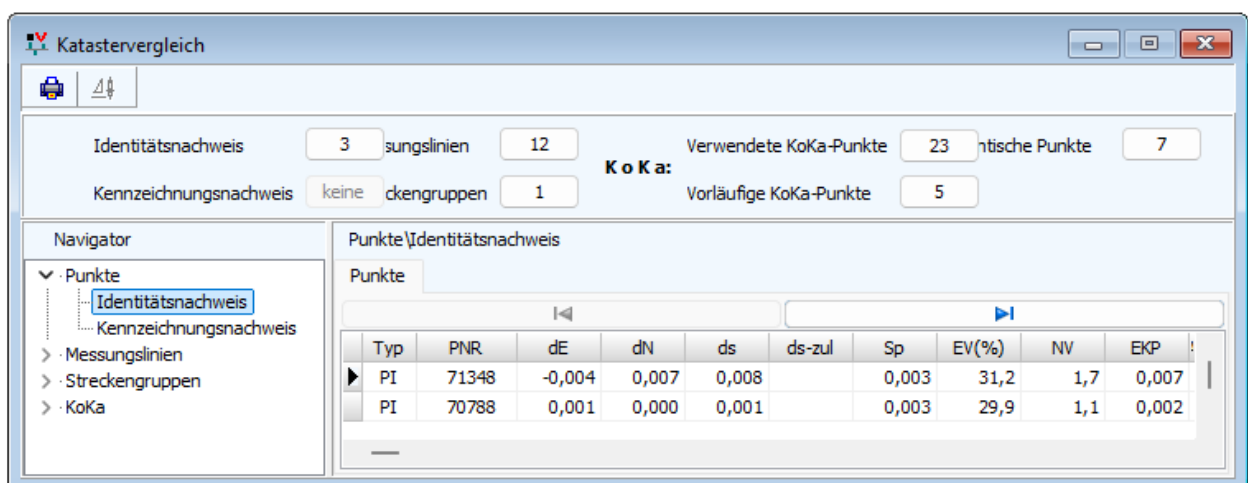 Katastervergleich
Identitätsnachweis 3 sungslinien 12 Verwendete KoKa-Punkte 23 ntische Punkte 7
K o K a:
Kennzeichnungsnachweis keine ckengruppen 1 Vorläufige KoKa-Punkte 5
Navigator
Punkte
Identitätsnachweis
Kennzeichnungsnachweis
Messungslinien
Streckengruppen
KoKa
Punkte\Identitätsnachweis
Punkte
Typ PNR dE dN ds ds-zul Sp EV(%) NV EKP
PI 71348 -0,004 0,007 0,008 0,003 31,2 1,7 0,007
PI 70788 0,001 0,000 0,001 0,003 29,9 1,1 0,002